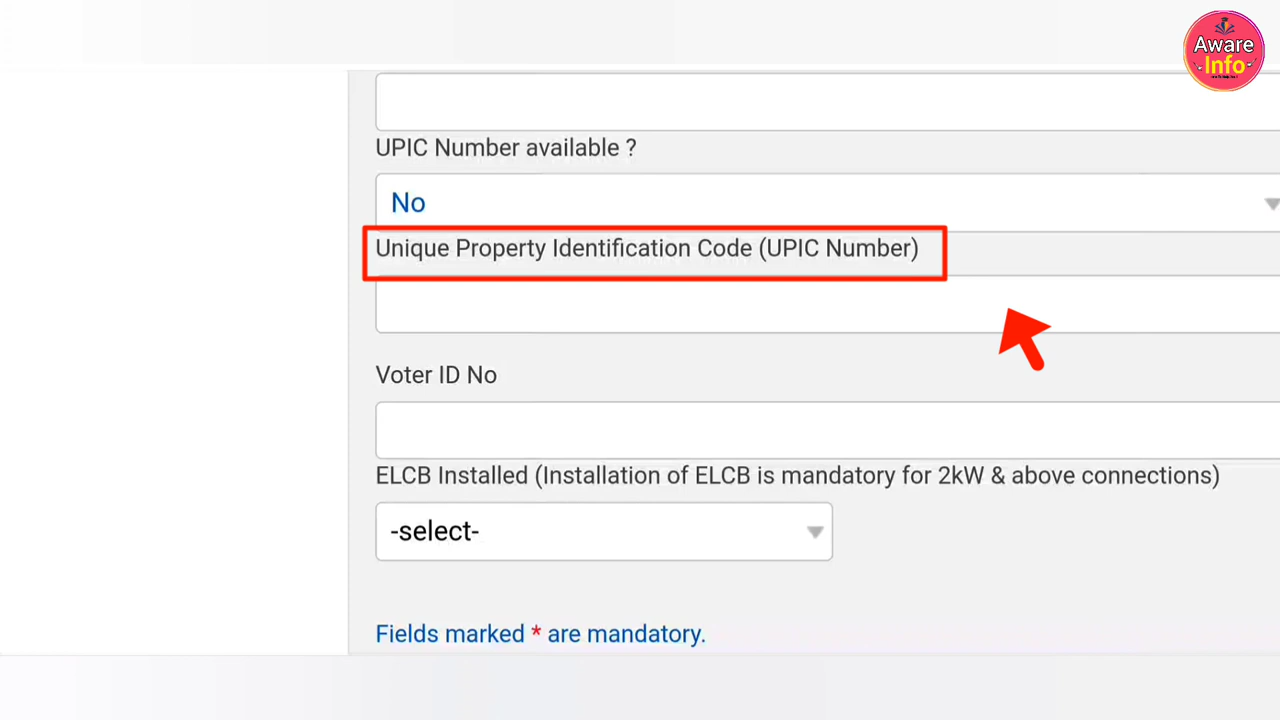 Aware
Info
UPIC Number available ?
No
Unique Property Identification Code (UPIC Number)
Voter ID No
ELCB Installed (Installation of ELCB is mandatory for 2kW & above connections)
-select-
Fields marked * are mandatory.